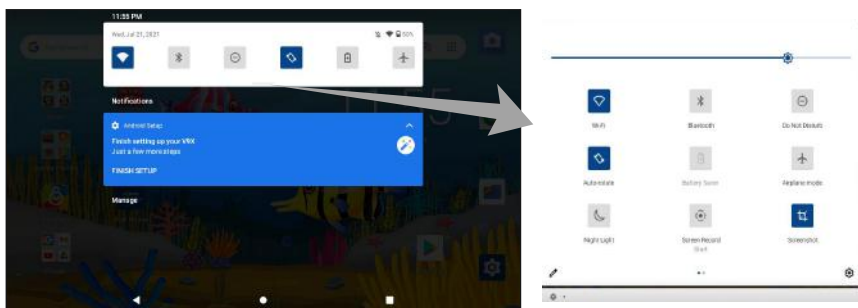 11:55 PM
Wed, Jul 21, 2021
50%
Notifications
Android Setup
Finish setting up your VRX
Just a few more steps
FINISH SETUP
Manage
Wi-Fi
Bluetooth
Do Not Disturb
Auto-rotate
Battery Saver
Airplane mode
Night Light
Screen Record
Start
Screenshot